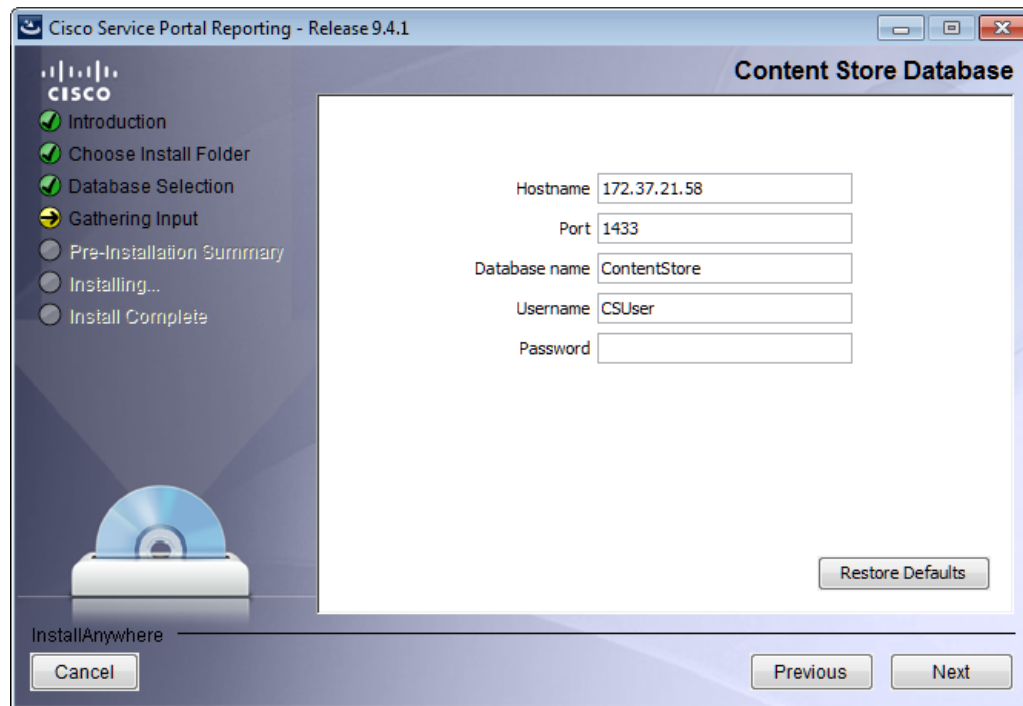 Cisco Service Portal Reporting - Release 9.4.1
CISCO
Content Store Database
Introduction
Choose Install Folder
Database Selection
Gathering Input
Pre-Installation Summary
Installing...
Install Complete
Hostname 172.37.21.58
Port 1433
Database name ContentStore
Username CSUser
Password
Restore Defaults
InstallAnywhere
Cancel Previous Next